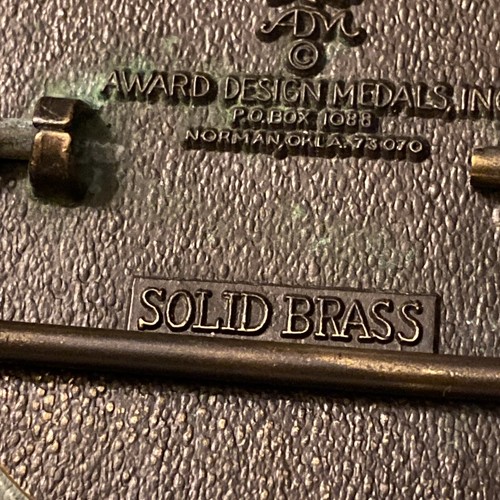 ADM
©
AWARD DESIGN MEDALS, INC
P.O. BOX 1088
NORMAN, OKLA. 73070
SOLID BRASS